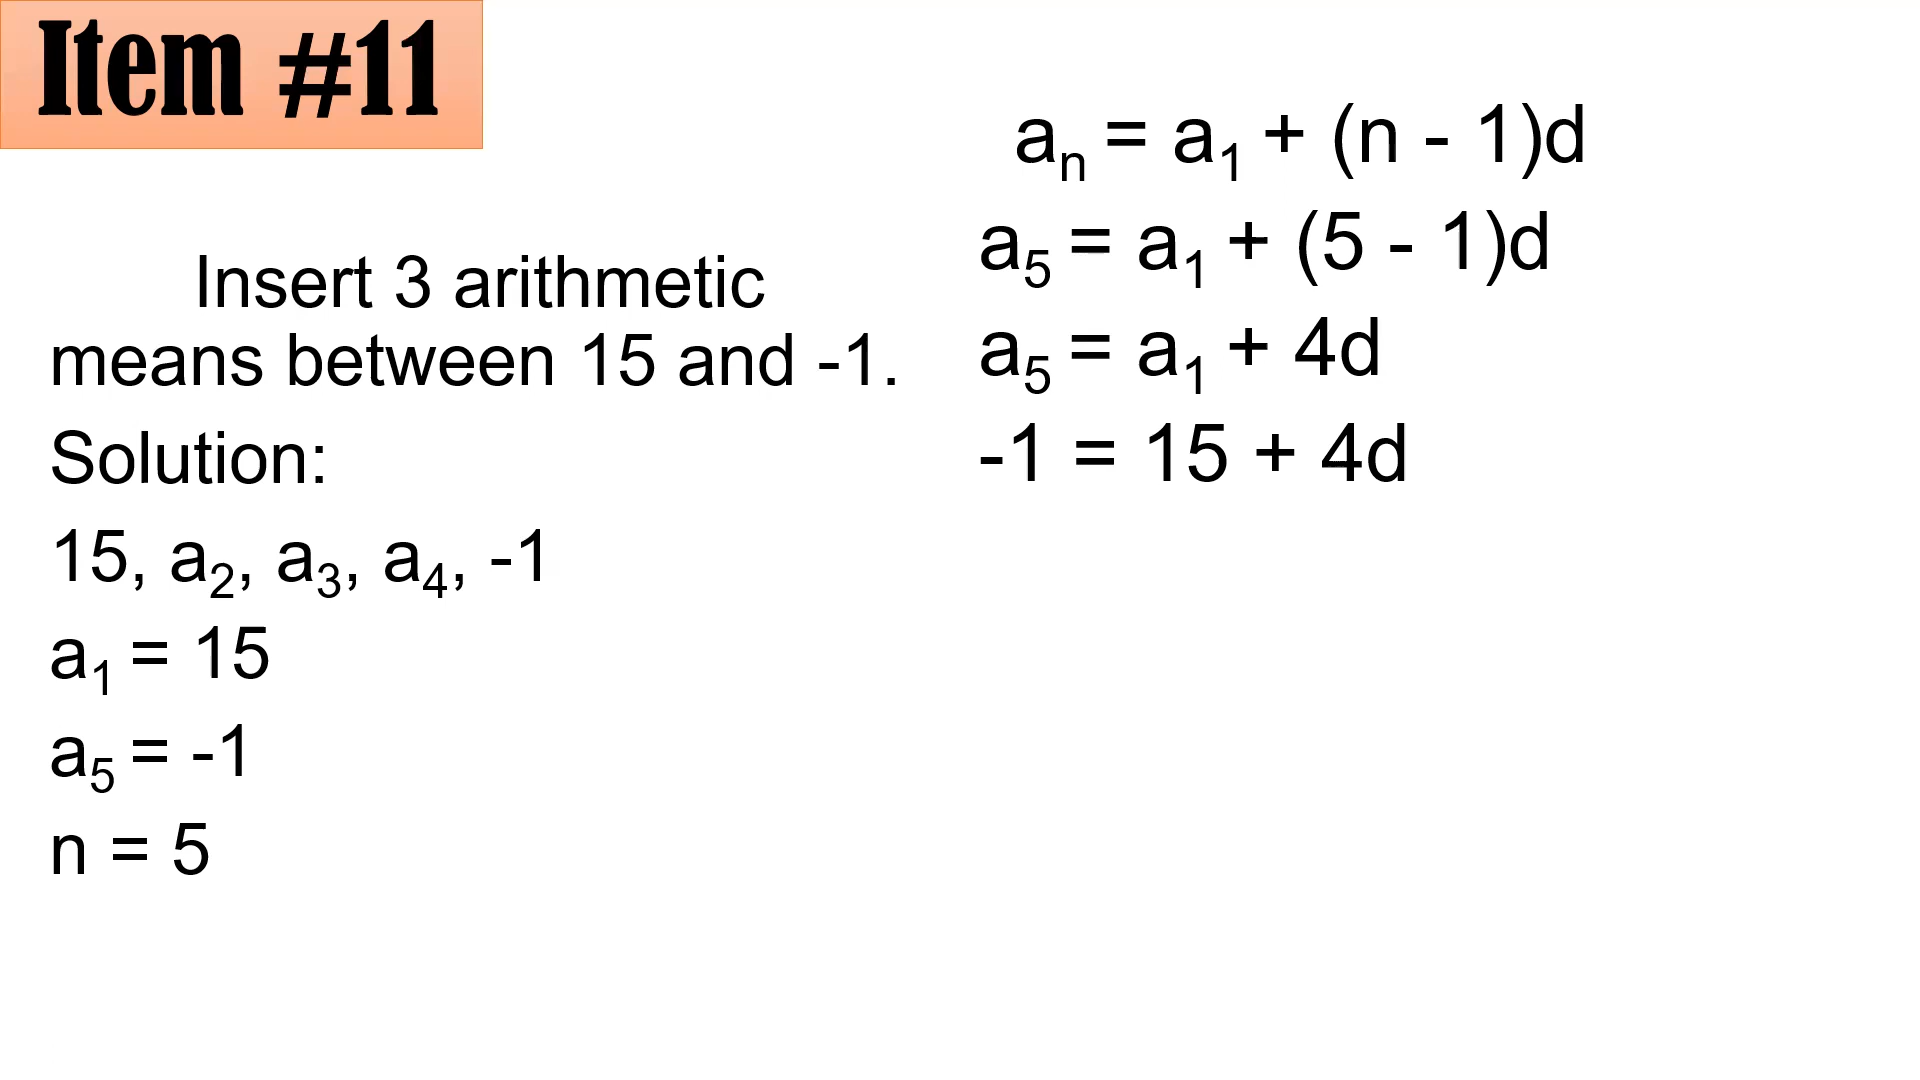 Item #11
Insert 3 arithmetic
means between 15 and -1.
Solution:
15, a₂, a₃, a₄, -1
a₁ = 15
a₅ = -1
n = 5
aₙ = a₁ + (n - 1)d
a₅ = a₁ + (5 - 1)d
a₅ = a₁ + 4d
-1 = 15 + 4d